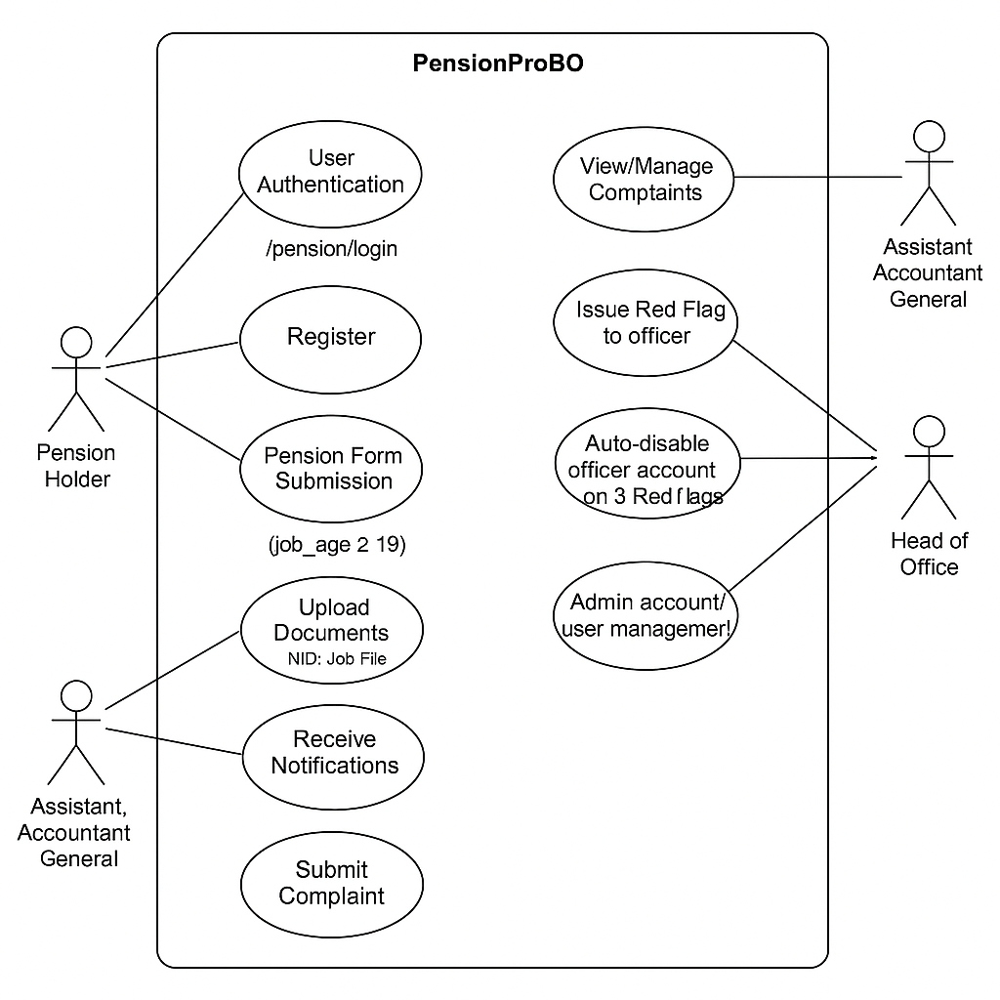 PensionProBO
User
Authentication
/pension/login
Register
Pension Form
Submission
(job_age 2 19)
Upload
Documents
NID: Job File
Receive
Notifications
Submit
Complaint
View/Manage
Comptaints
Issue Red Flag
to officer
Auto-disable
officer account
on 3 Red flags
Admin account/
user managemer!
Pension
Holder
Assistant,
Accountant
General
Assistant
Accountant
General
Head of
Office